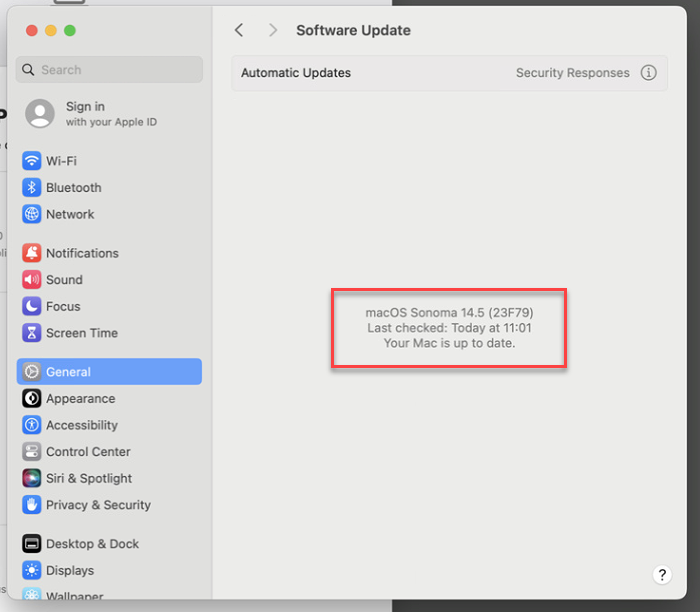 Software Update
Search
Automatic Updates
Security Responses
Sign in
with your Apple ID
Wi-Fi
Bluetooth
Network
Notifications
Sound
Focus
Screen Time
General
Appearance
Accessibility
Control Center
Siri & Spotlight
Privacy & Security
Desktop & Dock
Displays
Wallpaper
macOS Sonoma 14.5 (23F79)
Last checked: Today at 11:01
Your Mac is up to date.
?